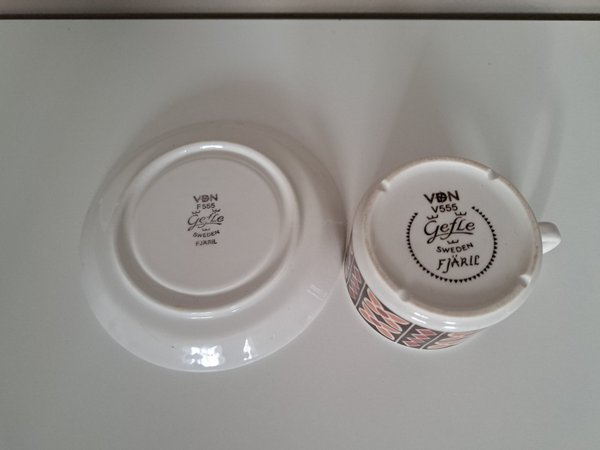 VDN
F555
Gefle
SWEDEN
FJÄRIL
VDN
V555
Gefle
SWEDEN
FJÄRIL